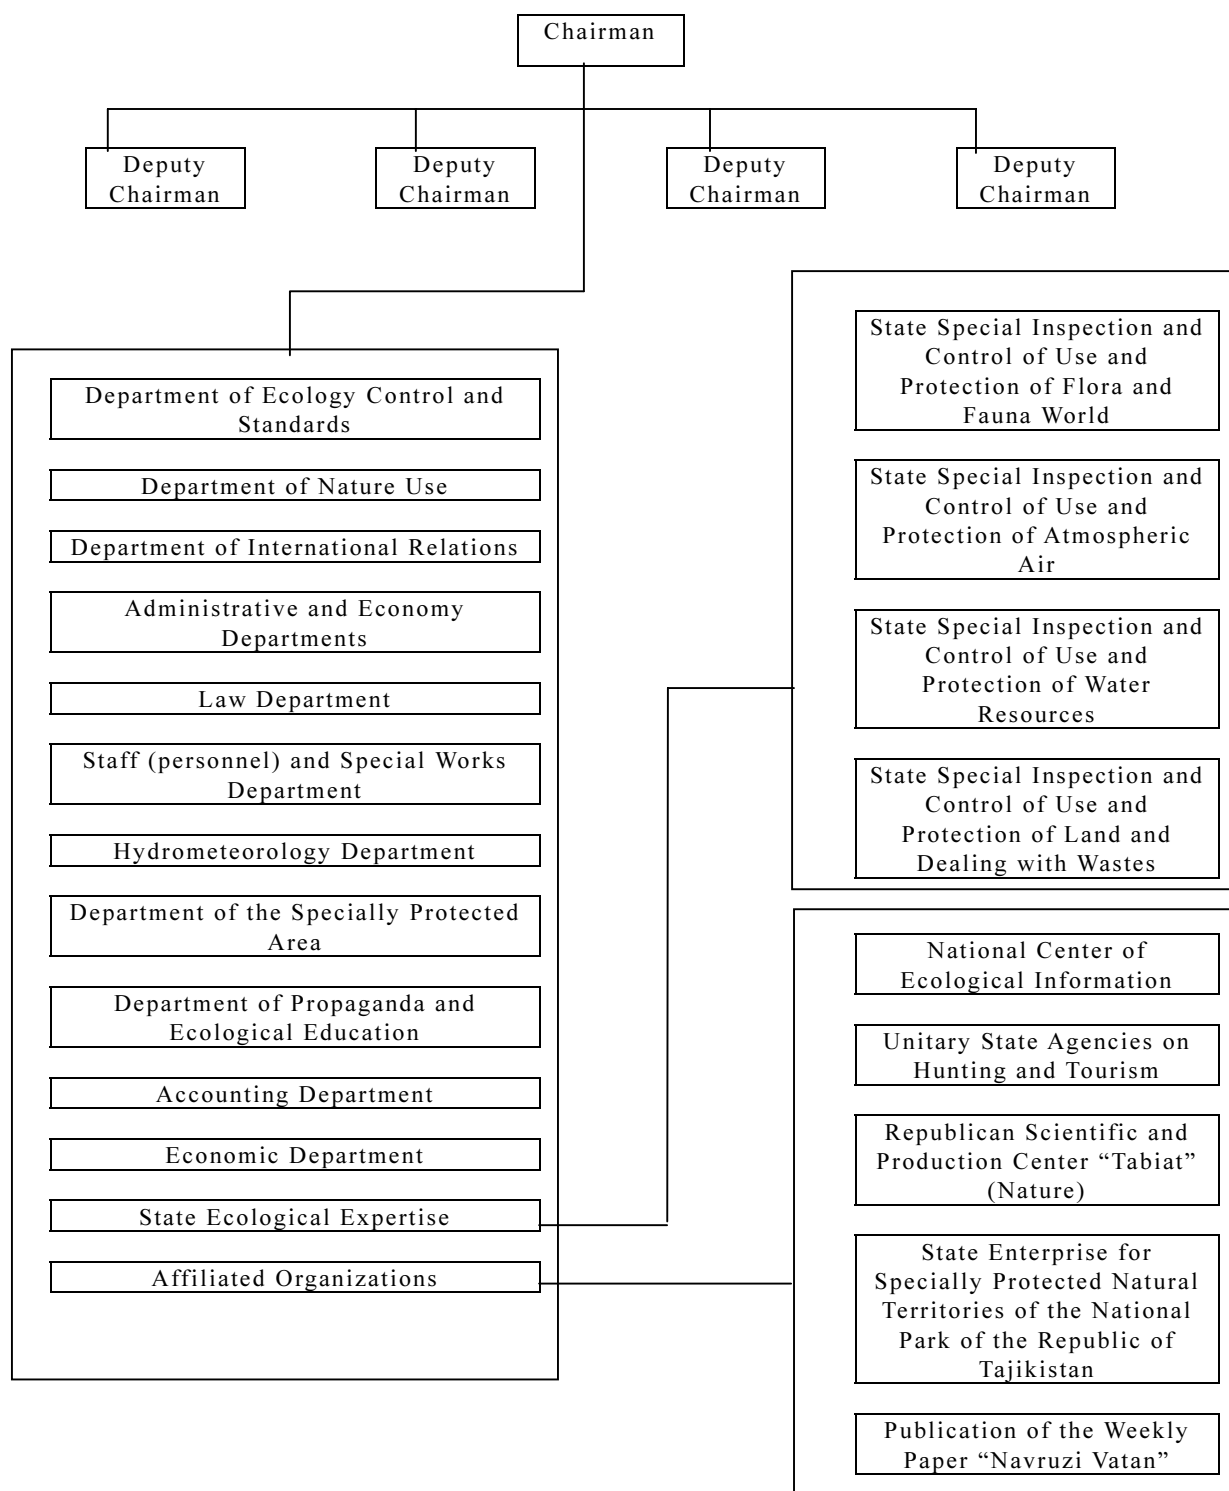 Chairman
Deputy
Chairman
Deputy
Chairman
Deputy
Chairman
Deputy
Chairman
Department of Ecology Control and
Standards
Department of Nature Use
Department of International Relations
Administrative and Economy
Departments
Law Department
Staff (personnel) and Special Works
Department
Hydrometeorology Department
Department of the Specially Protected
Area
Department of Propaganda and
Ecological Education
Accounting Department
Economic Department
State Ecological Expertise
Affiliated Organizations
State Special Inspection and
Control of Use and
Protection of Flora and
Fauna World
State Special Inspection and
Control of Use and
Protection of Atmospheric
Air
State Special Inspection and
Control of Use and
Protection of Water
Resources
State Special Inspection and
Control of Use and
Protection of Land and
Dealing with Wastes
National Center of
Ecological Information
Unitary State Agencies on
Hunting and Tourism
Republican Scientific and
Production Center “Tabiat”
(Nature)
State Enterprise for
Specially Protected Natural
Territories of the National
Park of the Republic of
Tajikistan
Publication of the Weekly
Paper “Navruzi Vatan”